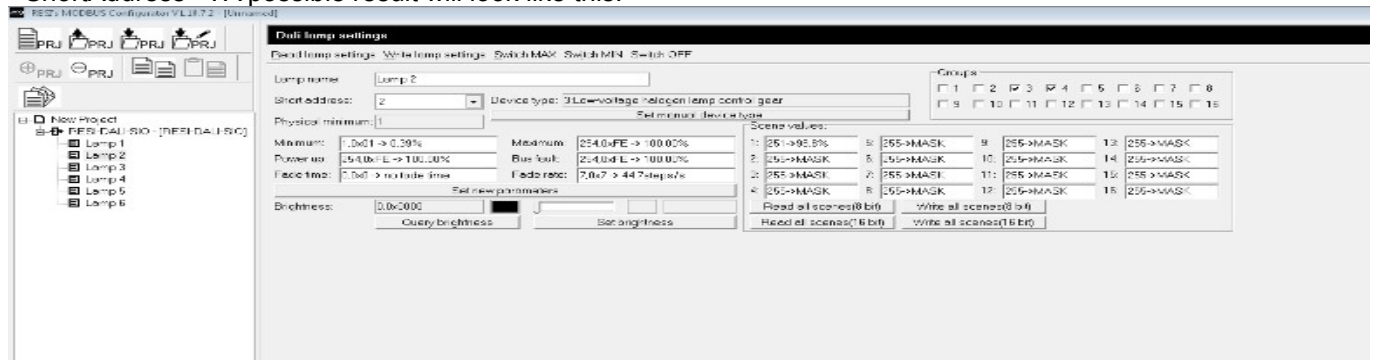 RESI's MODBUS Configurator V1.10.7.2 - [Unnamed]
PRJ PRJ PRJ PRJ
PRJ PRJ
New Project
RESI-DALI-SIO - [RESI-DALI-SIO]
Lamp 1
Lamp 2
Lamp 3
Lamp 4
Lamp 5
Lamp 6
Dali lamp settings
Read lamp settings Write lamp settings Switch MAX Switch MIN Switch OFF
Lamp name: Lamp 2
Short address: 2 Device type: 3:Low-voltage halogen lamp control gear
Physical minimum: 1 Set manual device type
Minimum: 1,0x01 -> 0.39% Maximum: 254,0xFE -> 100.00%
Power up: 254,0xFE -> 100.00% Bus fault: 254,0xFE -> 100.00%
Fade time: 0,0x0 -> no fade time Fade rate: 7,0x7 -> 44.7steps/s
Set new parameters
Brightness: 0,0x0000
Query brightness Set brightness
Groups
1 2 3 4 5 6 7 8
9 10 11 12 13 14 15 16
Scene values:
1: 251->98.8% 5: 255->MASK 9: 255->MASK 13: 255->MASK
2: 255->MASK 6: 255->MASK 10: 255->MASK 14: 255->MASK
3: 255->MASK 7: 255->MASK 11: 255->MASK 15: 255->MASK
4: 255->MASK 8: 255->MASK 12: 255->MASK 16: 255->MASK
Read all scenes(8 bit) Write all scenes(8 bit)
Read all scenes(16 bit) Write all scenes(16 bit)